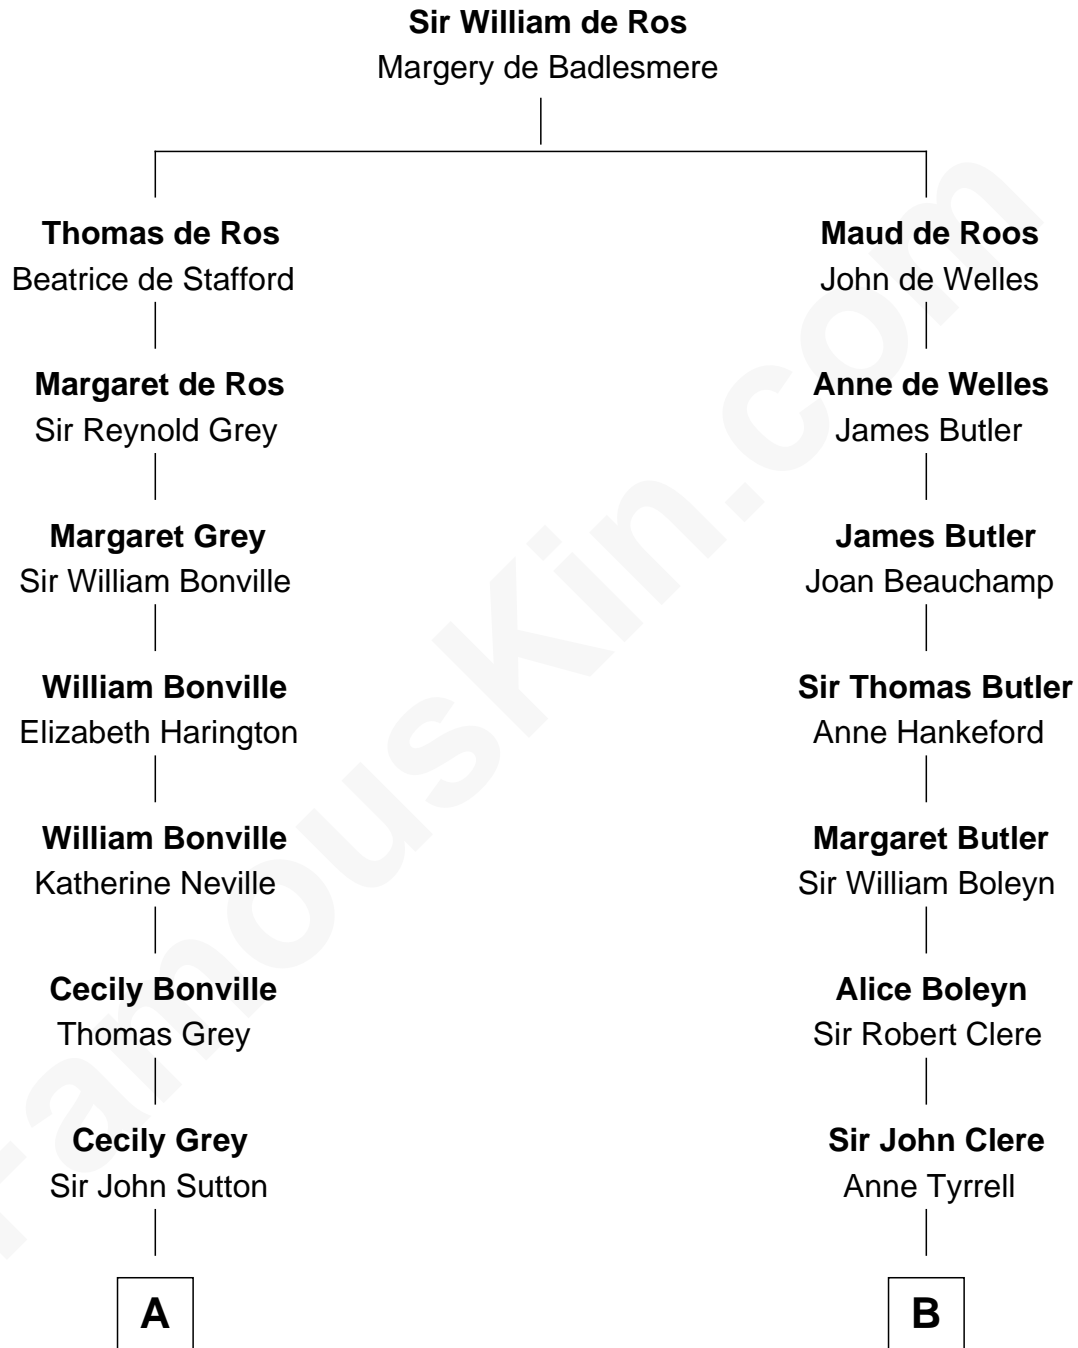 Sir William de Ros
Margery de Badlesmere
Thomas de Ros
Beatrice de Stafford
Maud de Roos
John de Welles
Margaret de Ros
Sir Reynold Grey
Anne de Welles
James Butler
Margaret Grey
Sir William Bonville
James Butler
Joan Beauchamp
William Bonville
Elizabeth Harington
Sir Thomas Butler
Anne Hankeford
William Bonville
Katherine Neville
Margaret Butler
Sir William Boleyn
Cecily Bonville
Thomas Grey
Alice Boleyn
Sir Robert Clere
Cecily Grey
Sir John Sutton
Sir John Clere
Anne Tyrrell
A
B
FamousKin.com